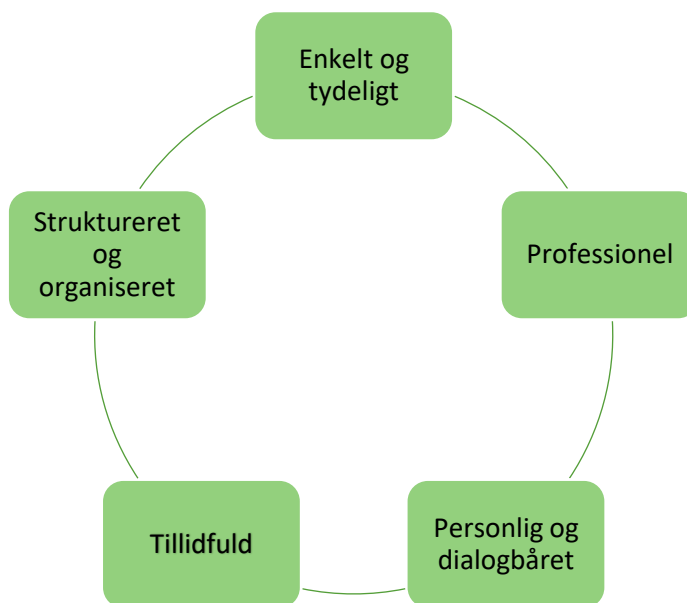 Enkelt og
tydeligt
Struktureret
og
organiseret
Professionel
Tillidfuld
Personlig og
dialogbåret